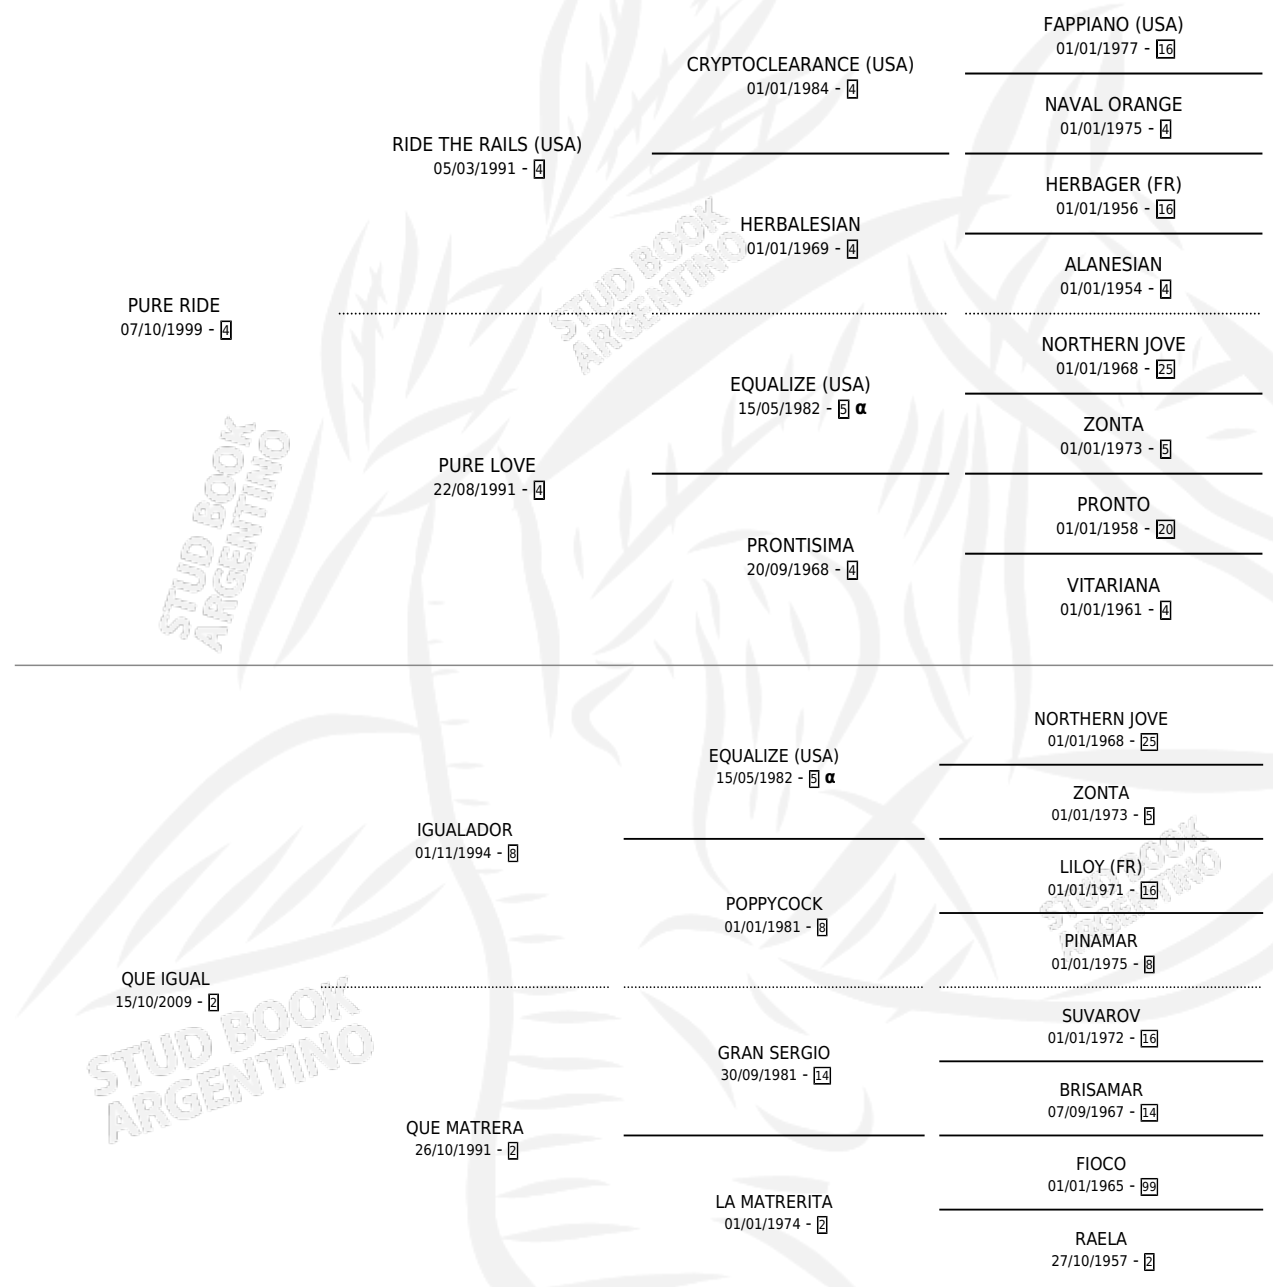 FAPPIANO (USA)
01/01/1977 - 16
CRYPTOCLEARANCE (USA)
01/01/1984 - 4
NAVAL ORANGE
01/01/1975 - 4
RIDE THE RAILS (USA)
05/03/1991 - 4
HERBAGER (FR)
01/01/1956 - 16
HERBALESIAN
01/01/1969 - 4
ALANESIAN
01/01/1954 - 4
PURE RIDE
07/10/1999 - 4
NORTHERN JOVE
01/01/1968 - 25
EQUALIZE (USA)
15/05/1982 - 5 α
ZONTA
01/01/1973 - 5
PURE LOVE
22/08/1991 - 4
PRONTO
01/01/1958 - 20
PRONTISIMA
20/09/1968 - 4
VITARIANA
01/01/1961 - 4
NORTHERN JOVE
01/01/1968 - 25
EQUALIZE (USA)
15/05/1982 - 5 α
ZONTA
01/01/1973 - 5
IGUALADOR
01/11/1994 - 8
LILOY (FR)
01/01/1971 - 16
POPPYCOCK
01/01/1981 - 8
PINAMAR
01/01/1975 - 8
QUE IGUAL
15/10/2009 - 2
SUVAROV
01/01/1972 - 16
GRAN SERGIO
30/09/1981 - 14
BRISAMAR
07/09/1967 - 14
QUE MATRERA
26/10/1991 - 2
FIOCO
01/01/1965 - 99
LA MATRERITA
01/01/1974 - 2
RAELA
27/10/1957 - 2
STUD BOOK
ARGENTINO
STUD BOOK
ARGENTINO
STUD BOOK
ARGENTINO
STUD BOOK
ARGENTINO